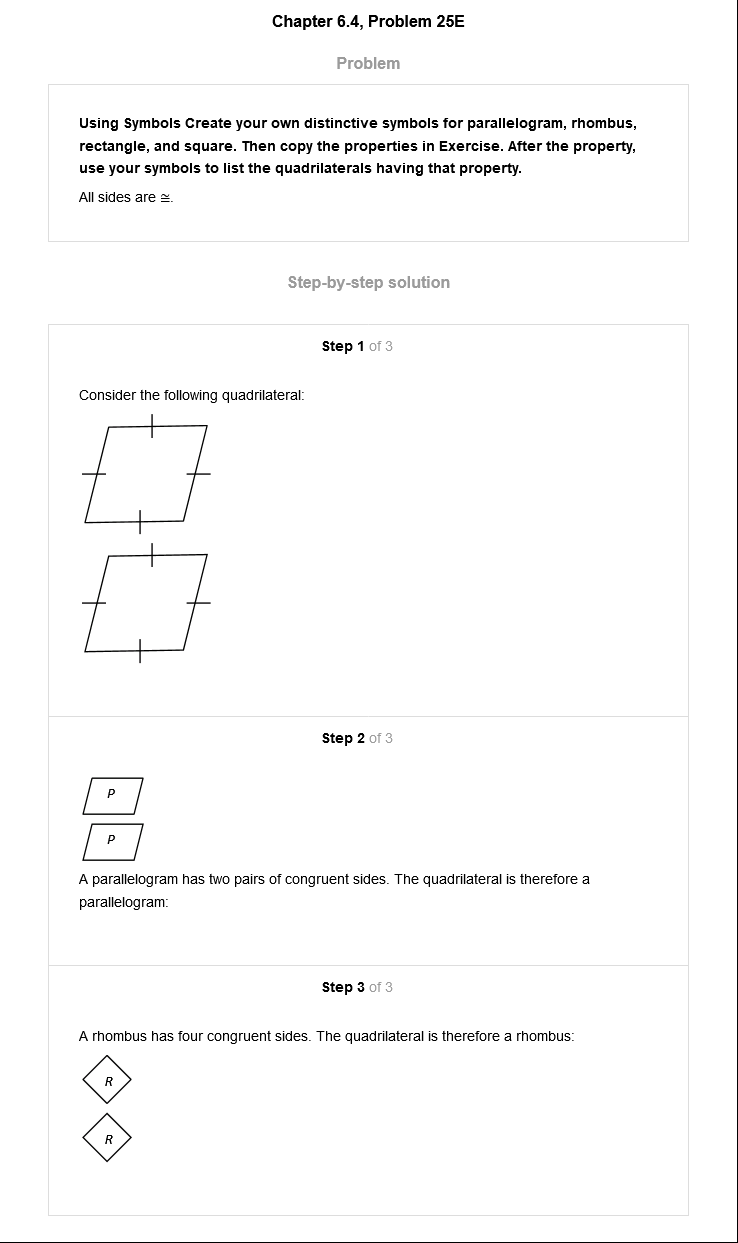 Chapter 6.4, Problem 25E
Problem
Using Symbols Create your own distinctive symbols for parallelogram, rhombus,
rectangle, and square. Then copy the properties in Exercise. After the property,
use your symbols to list the quadrilaterals having that property.
All sides are ≅.
Step-by-step solution
Step 1 of 3
Consider the following quadrilateral:
Step 2 of 3
P
P
A parallelogram has two pairs of congruent sides. The quadrilateral is therefore a
parallelogram:
Step 3 of 3
A rhombus has four congruent sides. The quadrilateral is therefore a rhombus:
R
R